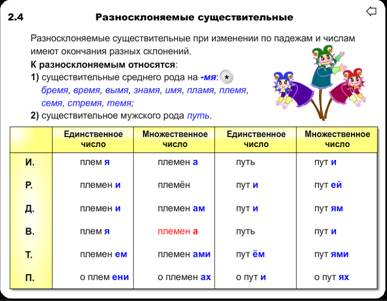 2.4 Разносклоняемые существительные
Разносклоняемые существительные при изменении по падежам и числам
имеют окончания разных склонений.
К разносклоняемым относятся:
1) существительные среднего рода на -мя:
бремя, время, вымя, знамя, имя, пламя, племя,
семя, стремя, темя;
2) существительное мужского рода путь.
Единственное число Множественное число Единственное число Множественное число
И. плем я племен а путь пут и
Р. племен и племён пут и пут ей
Д. племен и племен ам пут и пут ям
В. плем я племен а путь пут и
Т. племен ем племен ами пут ём пут ями
П. о плем ени о племен ах о пут и о пут ях